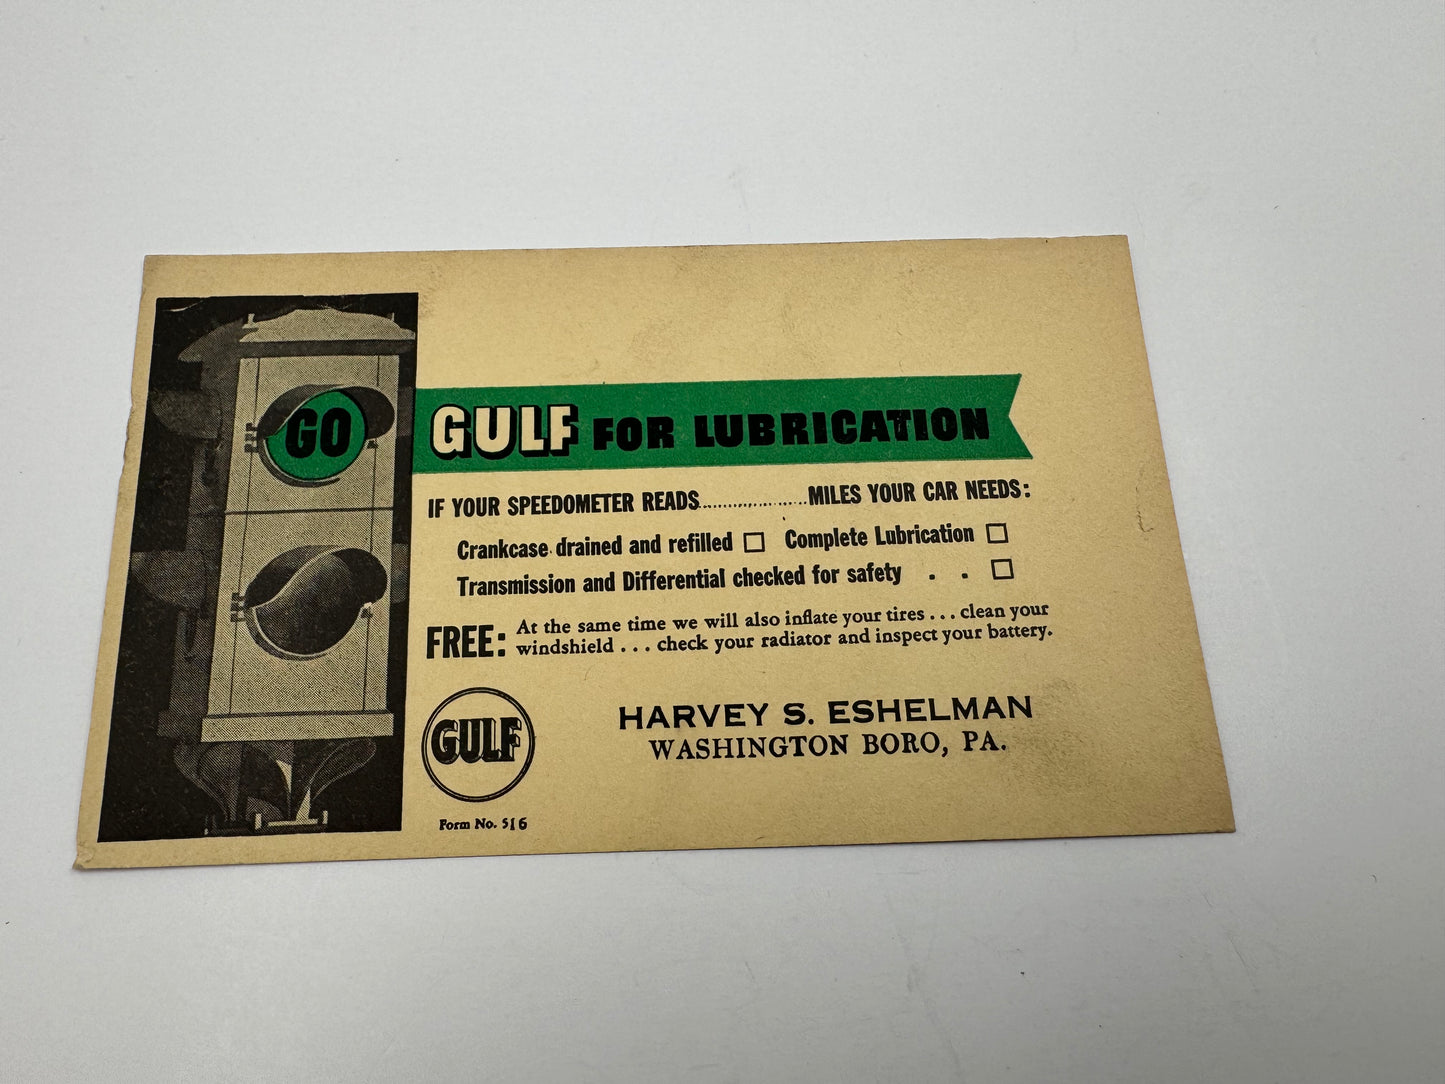 GO GULF FOR LUBRICATION
IF YOUR SPEEDOMETER READS.....................MILES YOUR CAR NEEDS:
Crankcase drained and refilled □ Complete Lubrication □
Transmission and Differential checked for safety . . □
FREE: At the same time we will also inflate your tires . . . clean your
windshield . . . check your radiator and inspect your battery.
GULF
HARVEY S. ESHELMAN
WASHINGTON BORO, PA.
Form No. 516